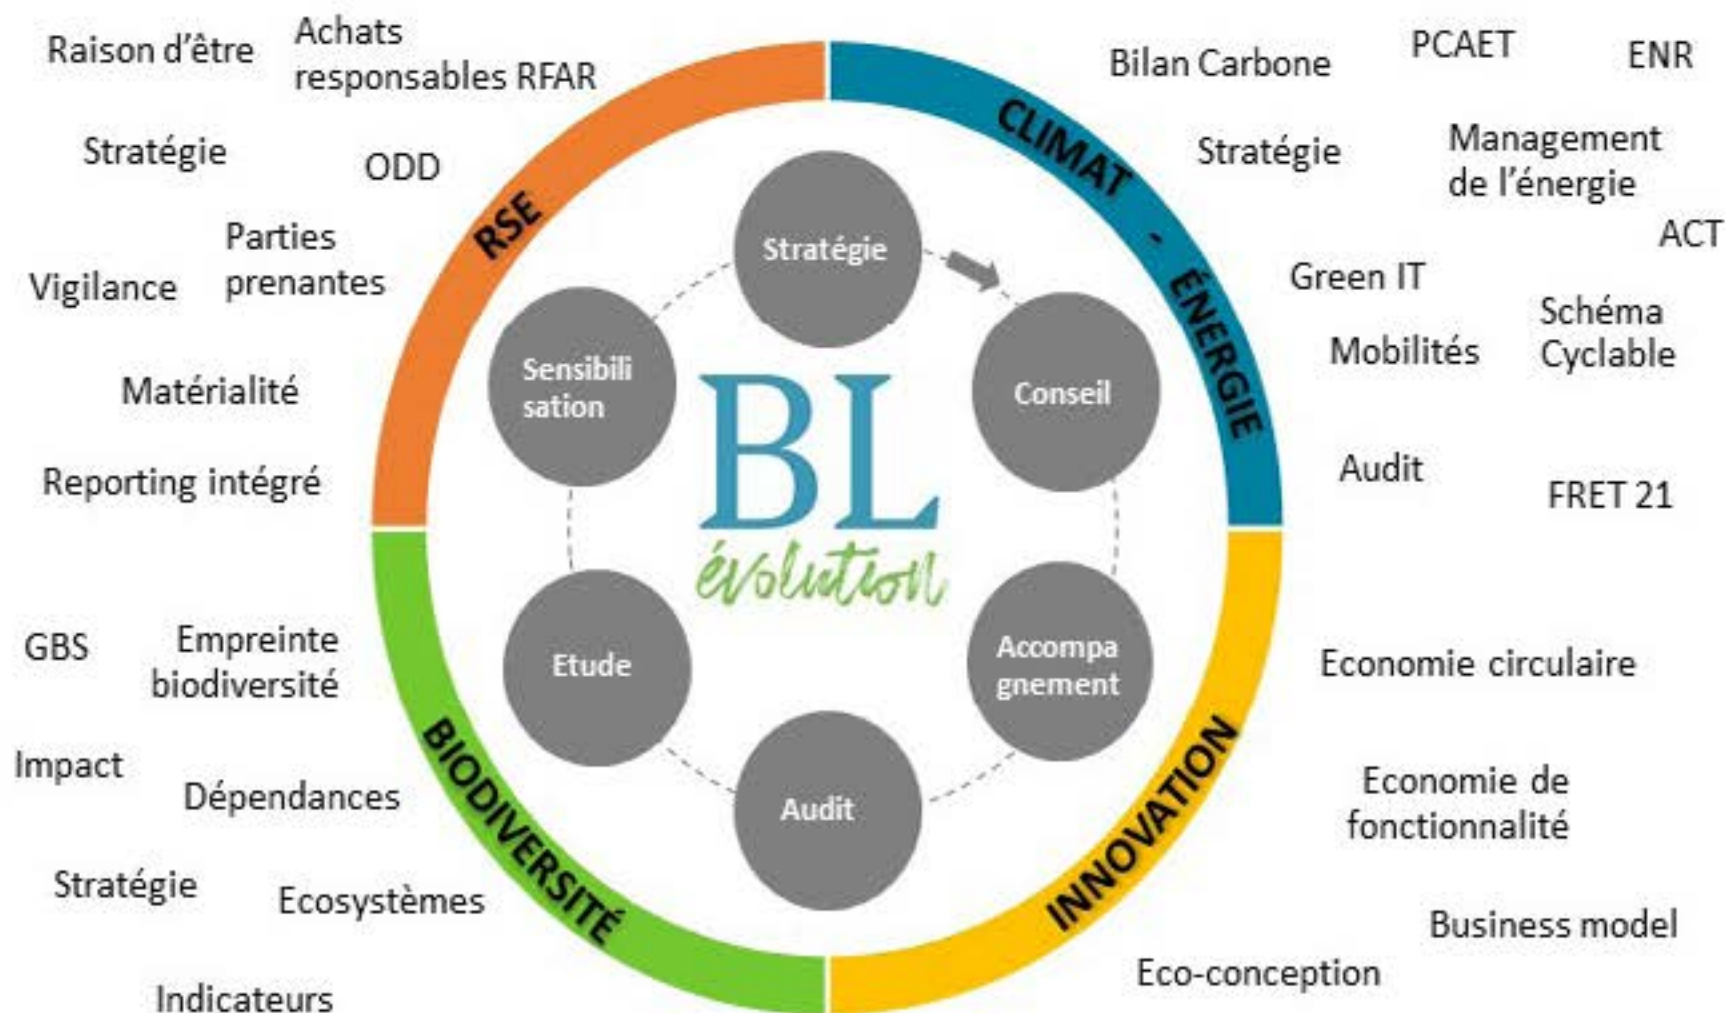 Raison d'être
Achats
responsables RFAR
Stratégie
ODD
Parties
prenantes
Vigilance
Matérialité
Reporting intégré
RSE
CLIMAT - ÉNERGIE
Bilan Carbone
PCAET
ENR
Stratégie
Management
de l'énergie
ACT
Green IT
Schéma
Cyclable
Mobilités
Audit
FRET 21
Stratégie
Conseil
Accompa
gnement
Audit
Etude
Sensibili
sation
BL
évolution
GBS
Empreinte
biodiversité
Impact
Dépendances
Stratégie
Ecosystèmes
Indicateurs
BIODIVERSITÉ
INNOVATION
Economie circulaire
Economie de
fonctionnalité
Business model
Eco-conception